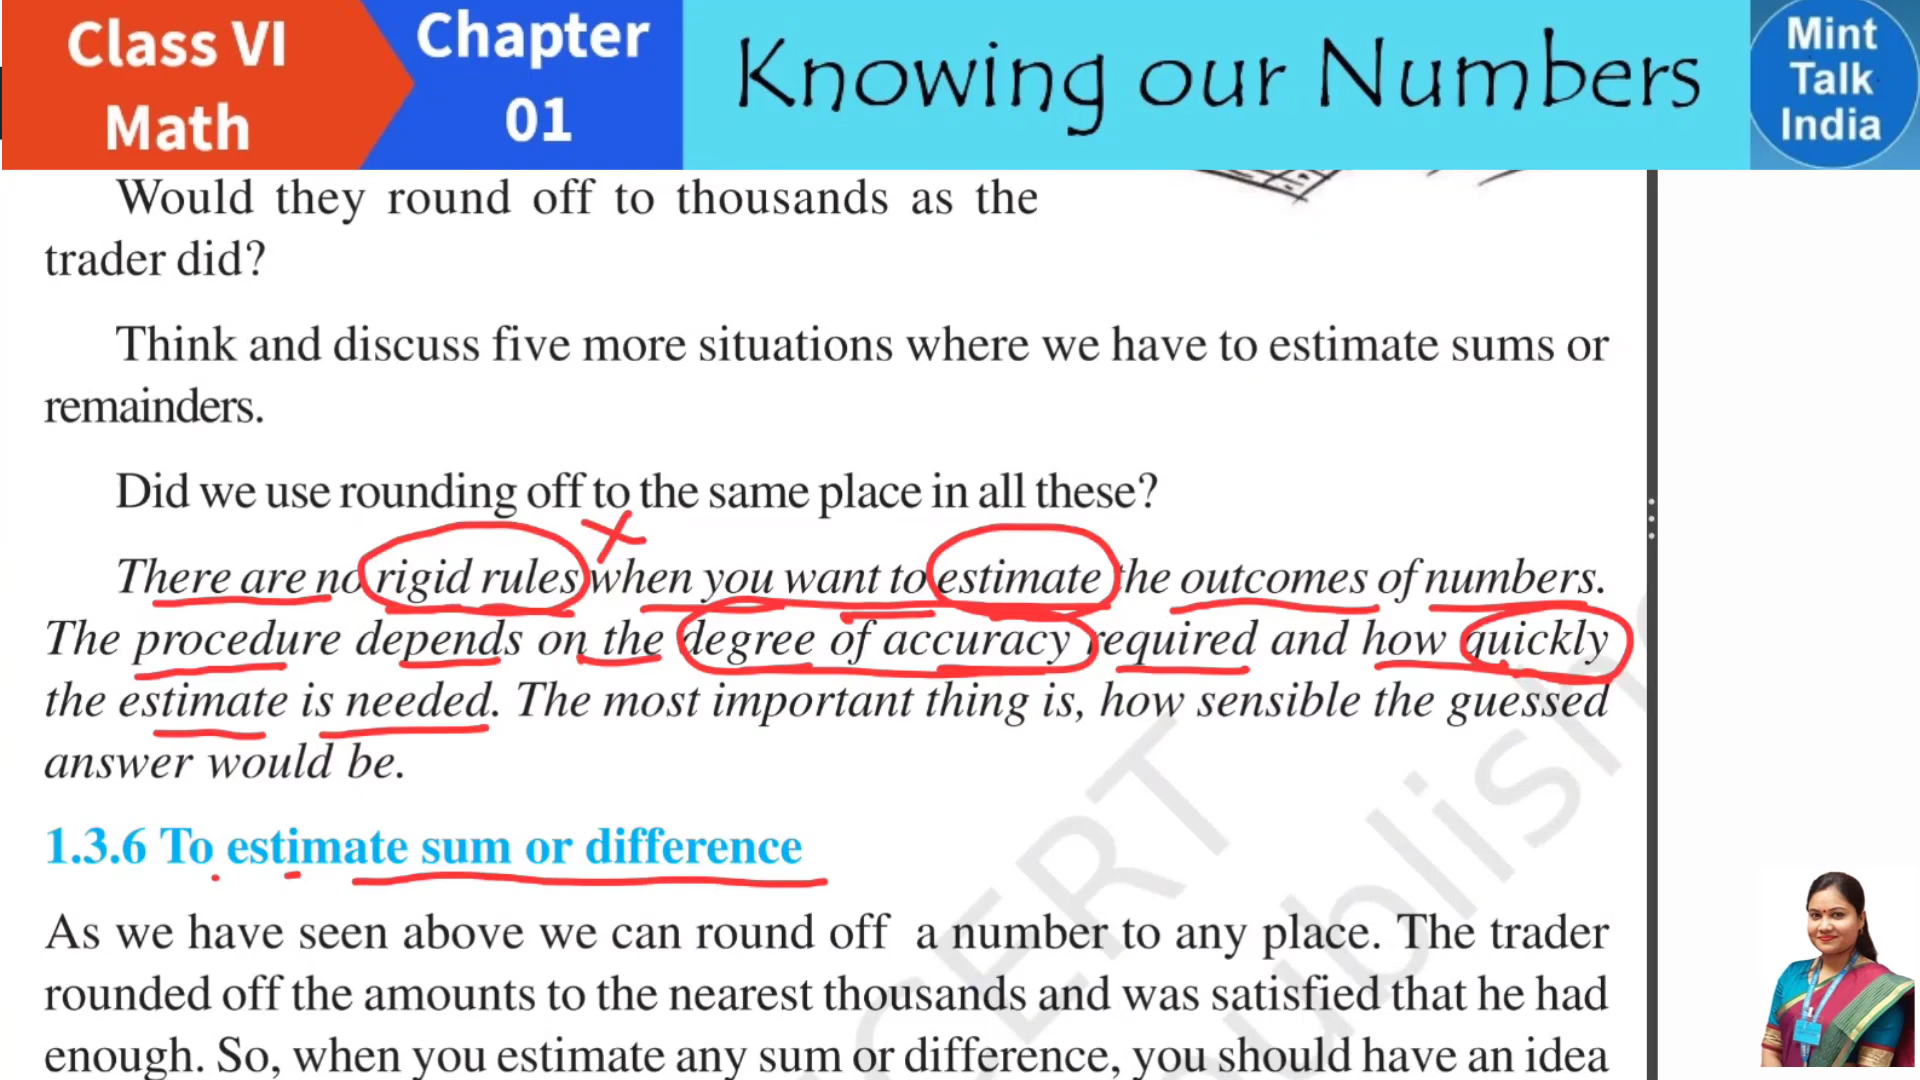 Class VI
Math
Chapter
01
Knowing our Numbers
Mint
Talk
India
Would they round off to thousands as the
trader did?
Think and discuss five more situations where we have to estimate sums or
remainders.
Did we use rounding off to the same place in all these?
There are no rigid rules when you want to estimate the outcomes of numbers.
The procedure depends on the degree of accuracy required and how quickly
the estimate is needed. The most important thing is, how sensible the guessed
answer would be.
1.3.6 To estimate sum or difference
As we have seen above we can round off a number to any place. The trader
rounded off the amounts to the nearest thousands and was satisfied that he had
enough. So, when you estimate any sum or difference, you should have an idea